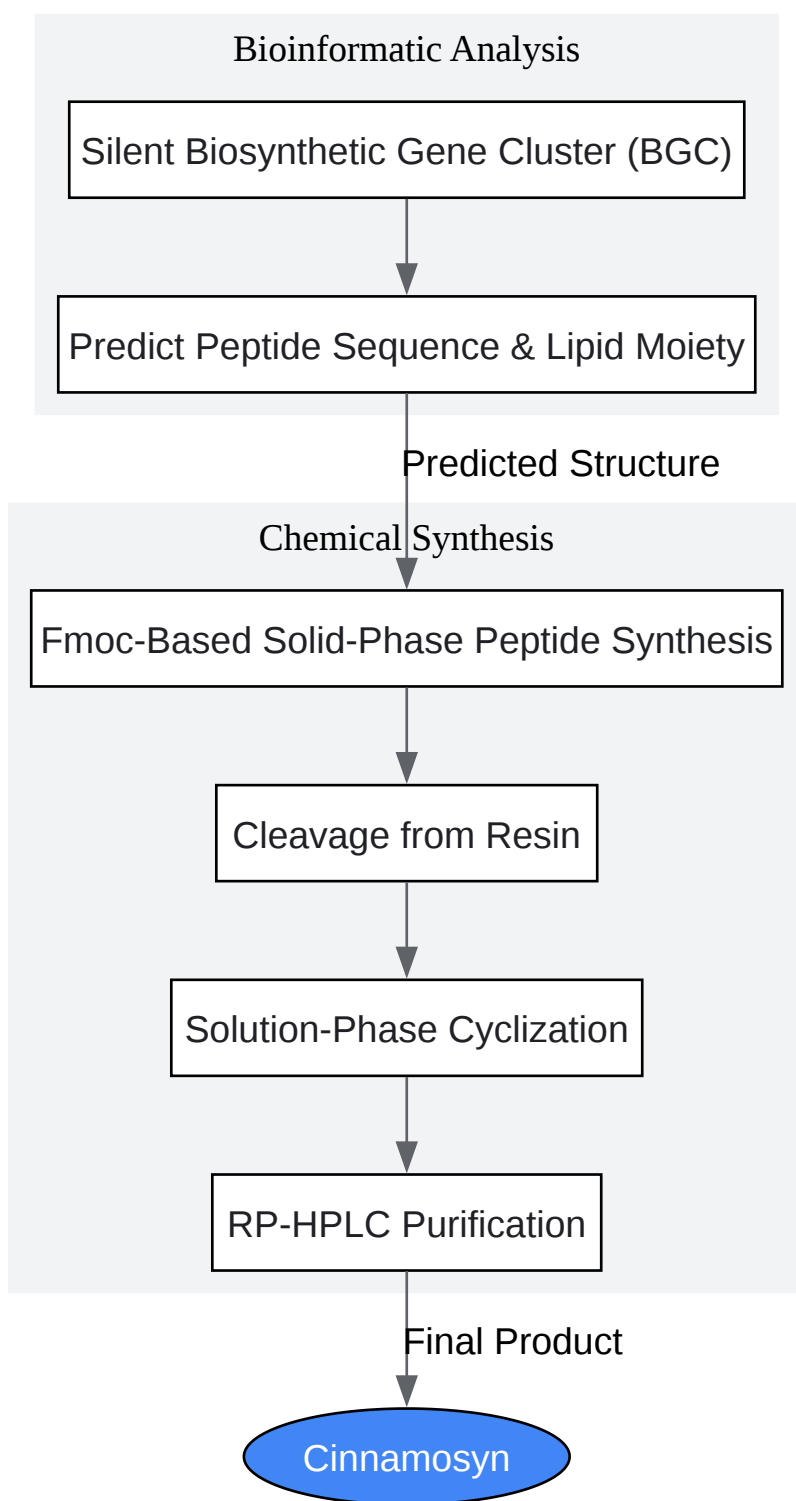 Bioinformatic Analysis
Silent Biosynthetic Gene Cluster (BGC)
Predict Peptide Sequence & Lipid Moiety
Predicted Structure
Chemical Synthesis
Fmoc-Based Solid-Phase Peptide Synthesis
Cleavage from Resin
Solution-Phase Cyclization
RP-HPLC Purification
Final Product
Cinnamosyn